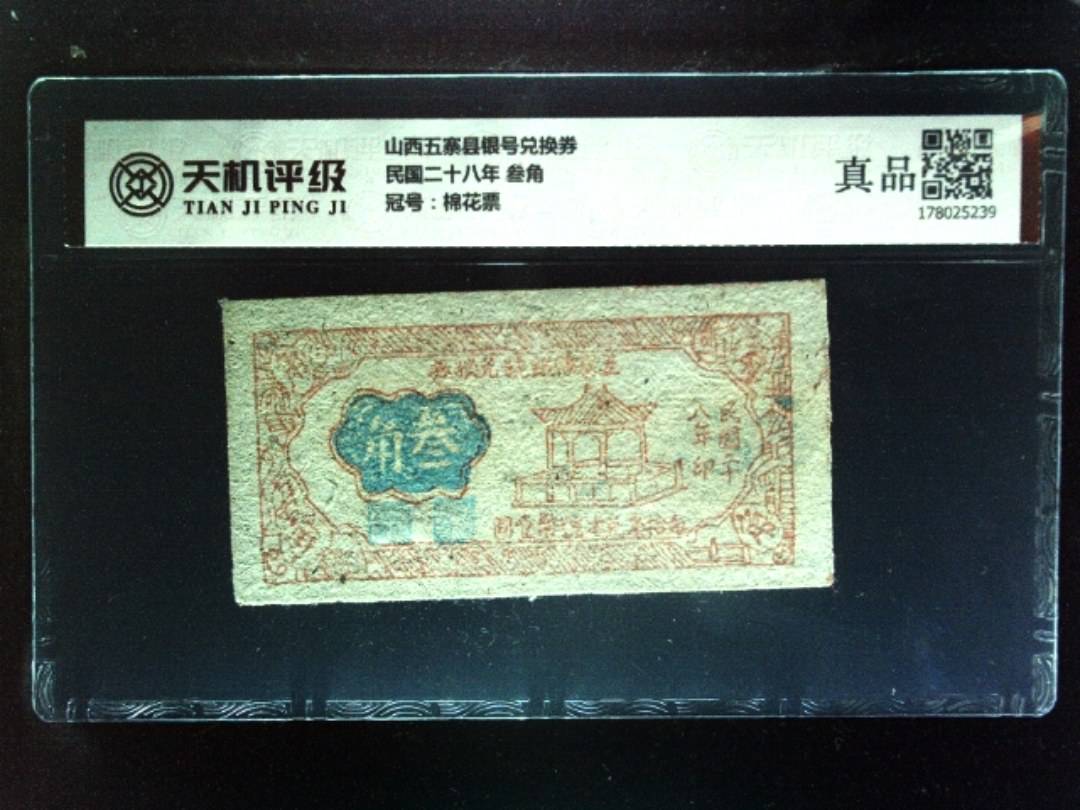 天机评级
TIAN JI PING JI
山西五寨县银号兑换券
民国二十八年 叁角
冠号：棉花票
真品
178025239
叁角
民國二十
八年印